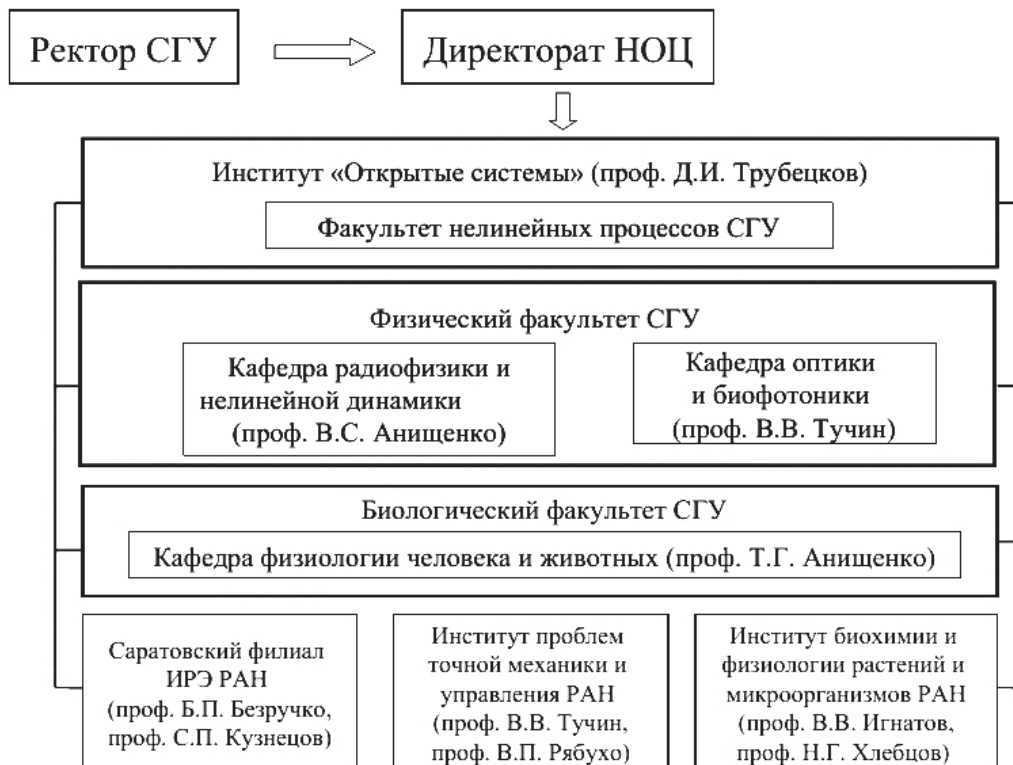 Ректор СГУ
Директорат НОЦ
Институт «Открытые системы» (проф. Д.И. Трубецков)
Факультет нелинейных процессов СГУ
Физический факультет СГУ
Кафедра радиофизики и
нелинейной динамики
(проф. В.С. Анищенко)
Кафедра оптики
и биофотоники
(проф. В.В. Тучин)
Биологический факультет СГУ
Кафедра физиологии человека и животных (проф. Т.Г. Анищенко)
Саратовский филиал
ИРЭ РАН
(проф. Б.П. Безручко,
проф. С.П. Кузнецов)
Институт проблем
точной механики и
управления РАН
(проф. В.В. Тучин,
проф. В.П. Рябухо)
Институт биохимии и
физиологии растений и
микроорганизмов РАН
(проф. В.В. Игнатов,
проф. Н.Г. Хлебцов)